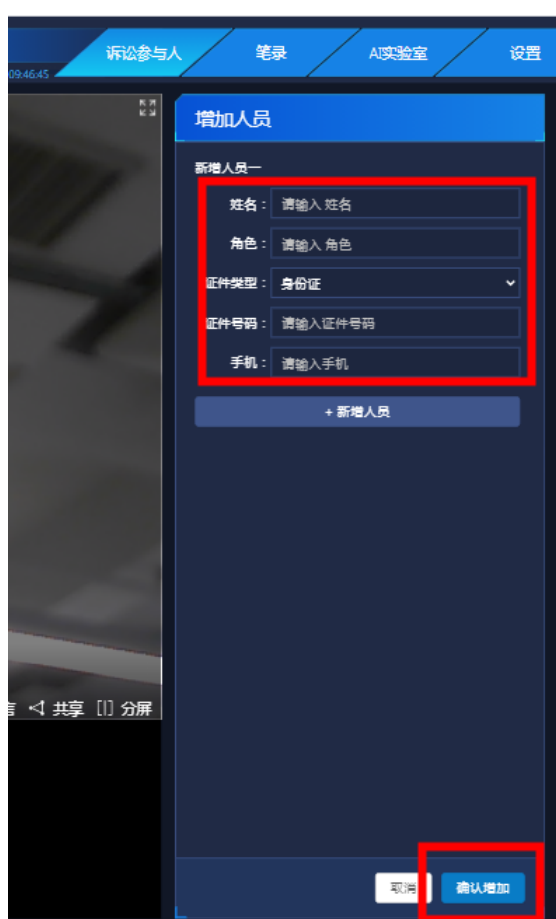 诉讼参与人 笔录 AI实验室 设置
09:46:45
增加人员
新增人员一
姓名： 请输入 姓名
角色： 请输入 角色
证件类型： 身份证
证件号码： 请输入证件号码
手机： 请输入手机
+ 新增人员
共享 分屏
取消 确认增加